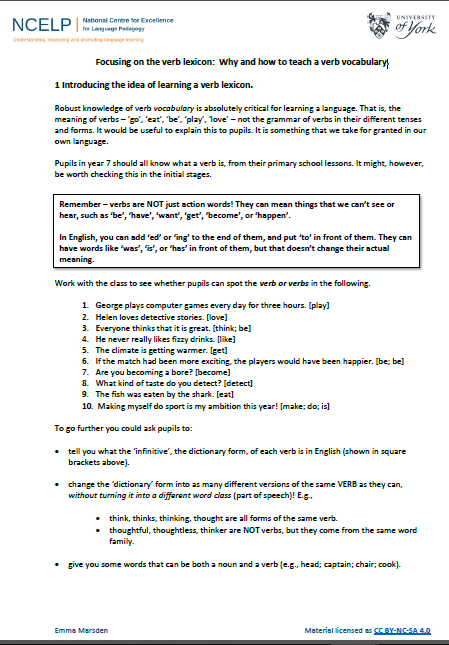 NCELP
National Centre for Excellence
for Language Pedagogy
Understanding, improving and promoting language learning
UNIVERSITY
of York
Focusing on the verb lexicon: Why and how to teach a verb vocabulary
1 Introducing the idea of learning a verb lexicon.
Robust knowledge of verb vocabulary is absolutely critical for learning a language. That is, the
meaning of verbs – ‘go’, ‘eat’, ‘be’, ‘play’, ‘love’ – not the grammar of verbs in their different tenses
and forms. It would be useful to explain this to pupils. It is something that we take for granted in our
own language.
Pupils in year 7 should all know what a verb is, from their primary school lessons. It might, however,
be worth checking this in the initial stages.
Remember – verbs are NOT just action words! They can mean things that we can’t see or
hear, such as ‘be’, ‘have’, ‘want’, ‘get’, ‘become’, or ‘happen’.
In English, you can add ‘ed’ or ‘ing’ to the end of them, and put ‘to’ in front of them. They can
have words like ‘was’, ‘is’, or ‘has’ in front of them, but that doesn’t change their actual
meaning.
Work with the class to see whether pupils can spot the verb or verbs in the following.
1. George plays computer games every day for three hours. [play]
2. Helen loves detective stories. [love]
3. Everyone thinks that it is great. [think; be]
4. He never really likes fizzy drinks. [like]
5. The climate is getting warmer. [get]
6. If the match had been more exciting, the players would have been happier. [be; be]
7. Are you becoming a bore? [become]
8. What kind of taste do you detect? [detect]
9. The fish was eaten by the shark. [eat]
10. Making myself do sport is my ambition this year! [make; do; is]
To go further you could ask pupils to:
• tell you what the ‘infinitive’, the dictionary form, of each verb is in English (shown in square
brackets above).
• change the ‘dictionary’ form into as many different versions of the same VERB as they can,
without turning it into a different word class (part of speech)! E.g.,
• think, thinks, thinking, thought are all forms of the same verb.
• thoughtful, thoughtless, thinker are NOT verbs, but they come from the same word
family.
• give you some words that can be both a noun and a verb (e.g., head; captain; chair; cook).
Emma Marsden
Material licensed as CC BY-NC-SA 4.0